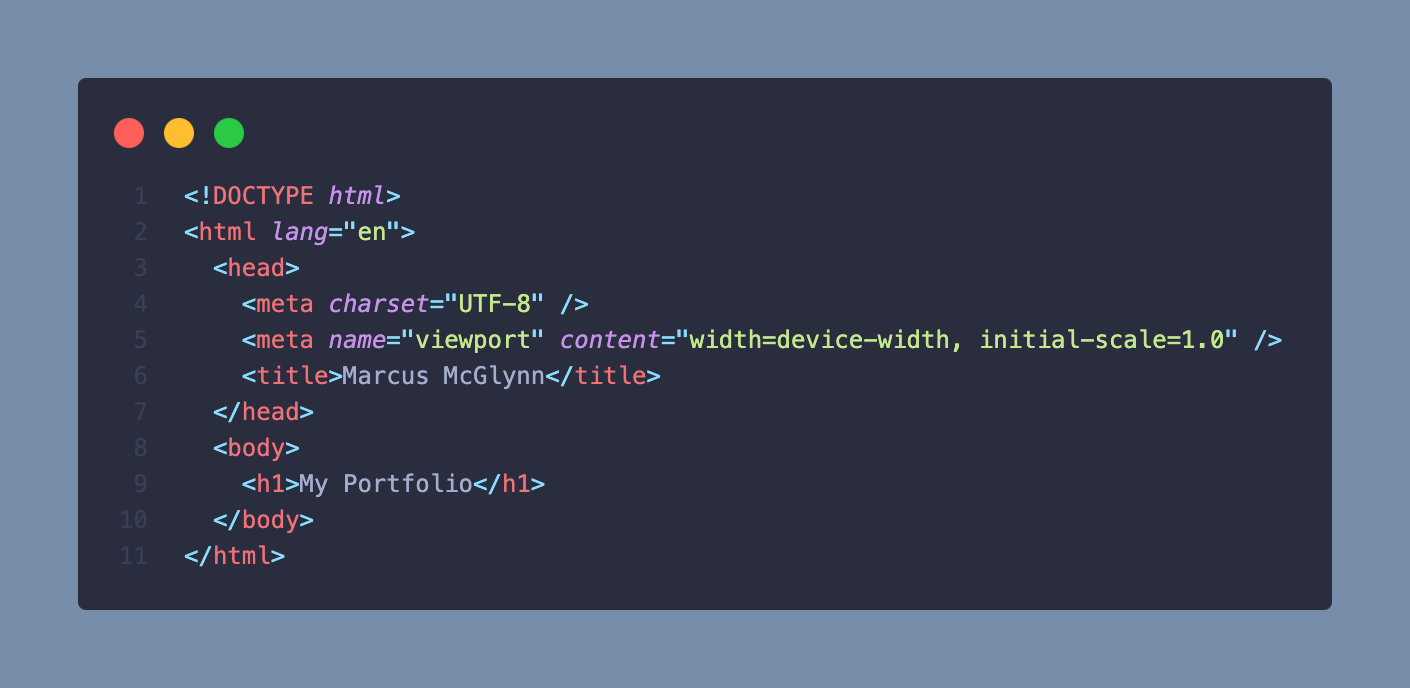 1 <!DOCTYPE html>
2 <html lang="en">
3   <head>
4     <meta charset="UTF-8" />
5     <meta name="viewport" content="width=device-width, initial-scale=1.0" />
6     <title>Marcus McGlynn</title>
7   </head>
8   <body>
9     <h1>My Portfolio</h1>
10   </body>
11 </html>